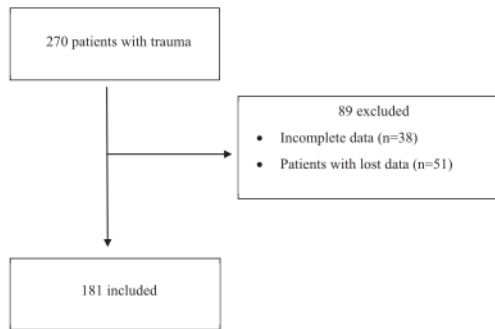 270 patients with trauma
89 excluded
• Incomplete data (n=38)
• Patients with lost data (n=51)
181 included